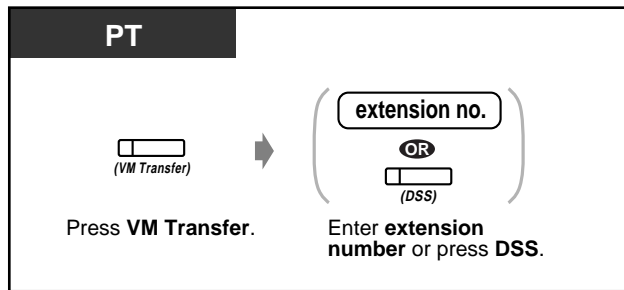 PT
extension no.
OR
(VM Transfer)
(DSS)
Press VM Transfer.
Enter extension
number or press DSS.